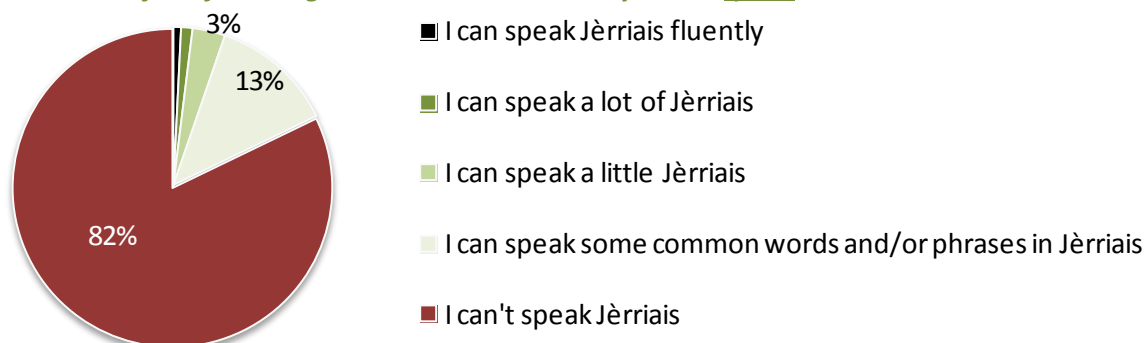 3%
13%
82%
I can speak Jèrriais fluently
I can speak a lot of Jèrriais
I can speak a little Jèrriais
I can speak some common words and/or phrases in Jèrriais
I can't speak Jèrriais